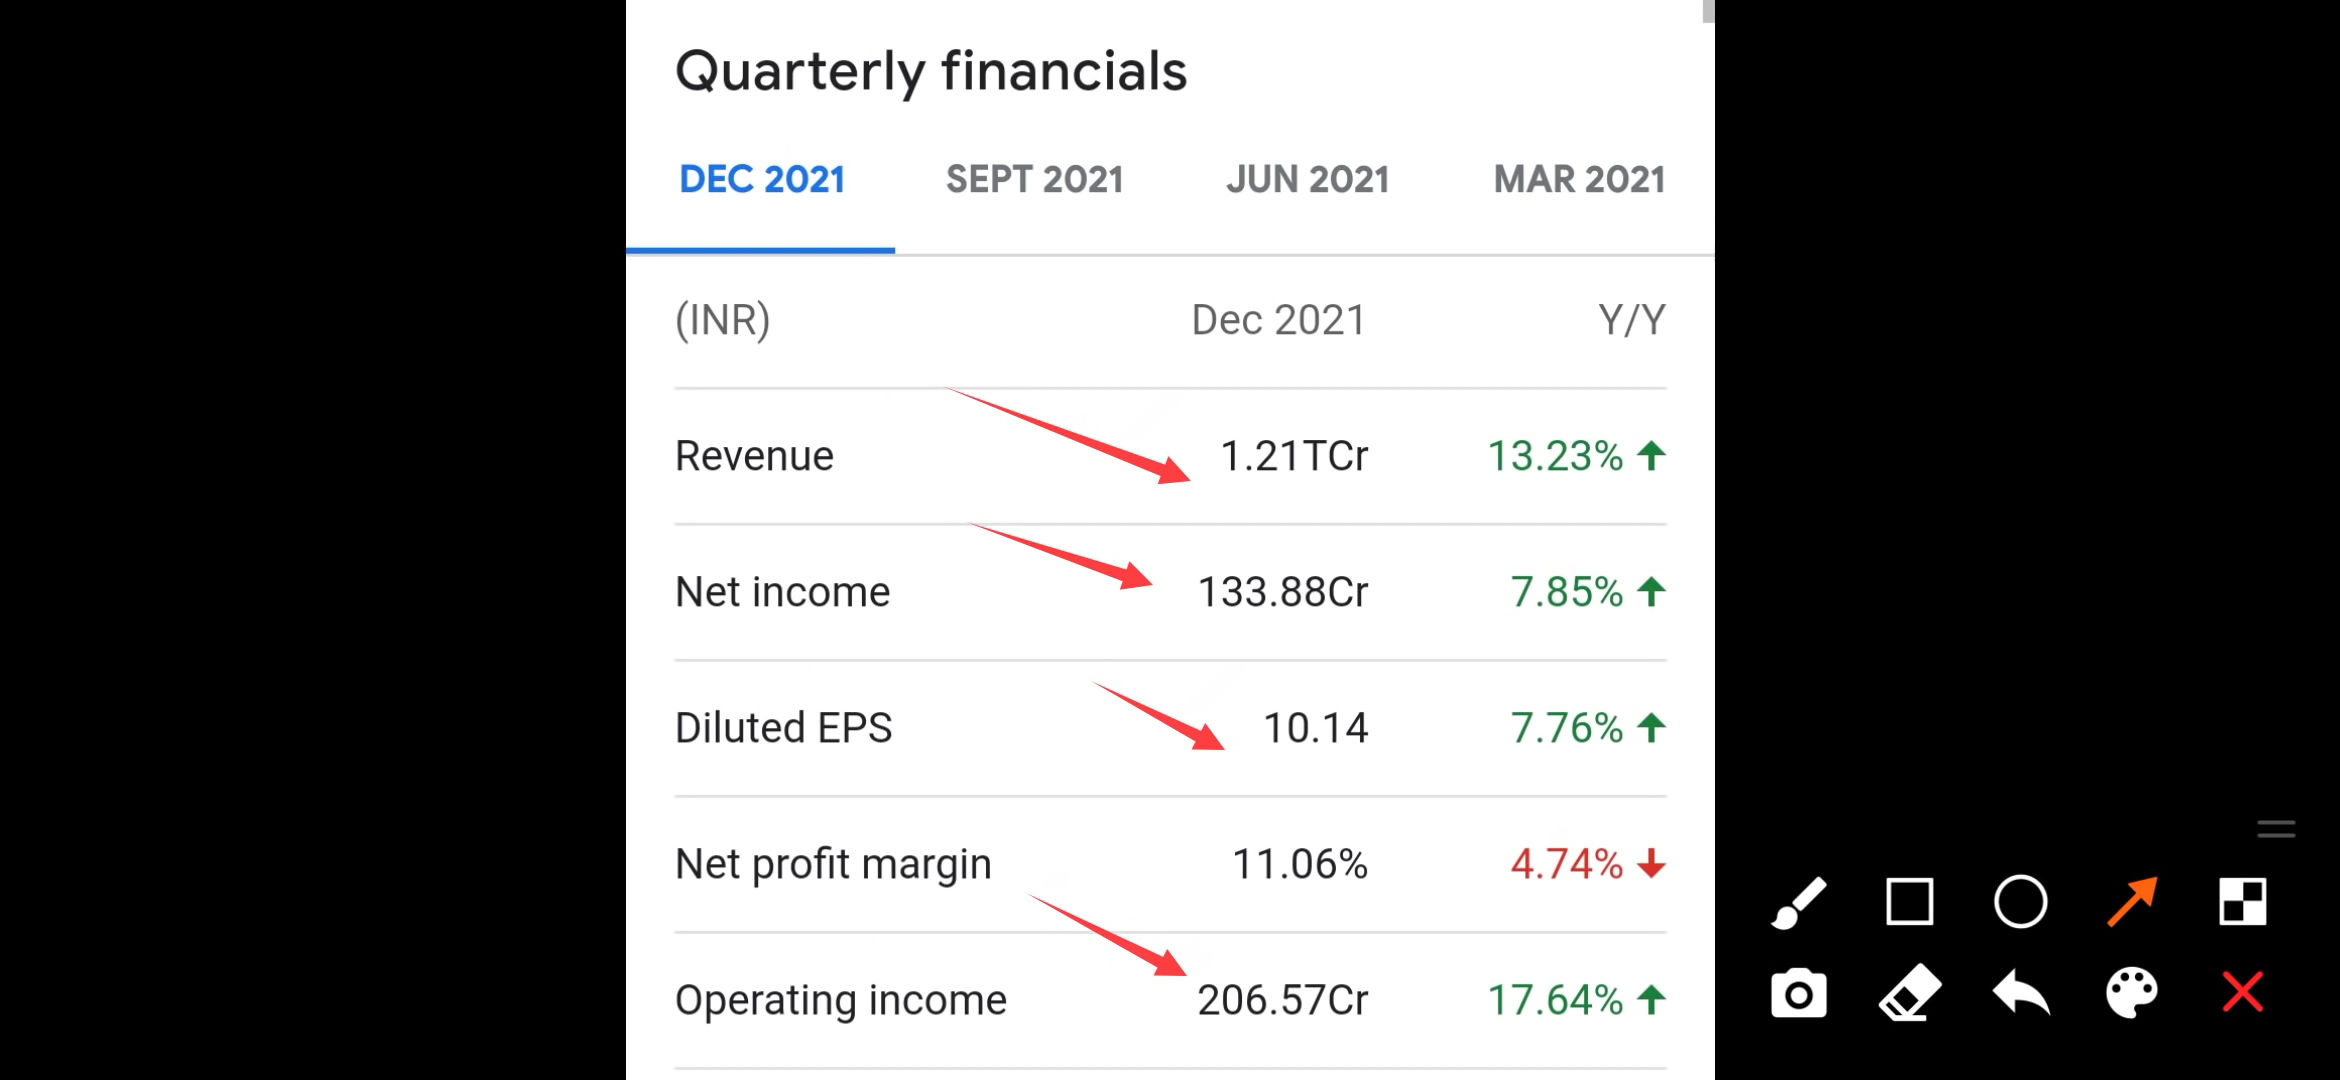 Quarterly financials
DEC 2021 SEPT 2021 JUN 2021 MAR 2021
(INR) Dec 2021 Y/Y
Revenue 1.21TCr 13.23%
Net income 133.88Cr 7.85%
Diluted EPS 10.14 7.76%
Net profit margin 11.06% 4.74%
Operating income 206.57Cr 17.64%